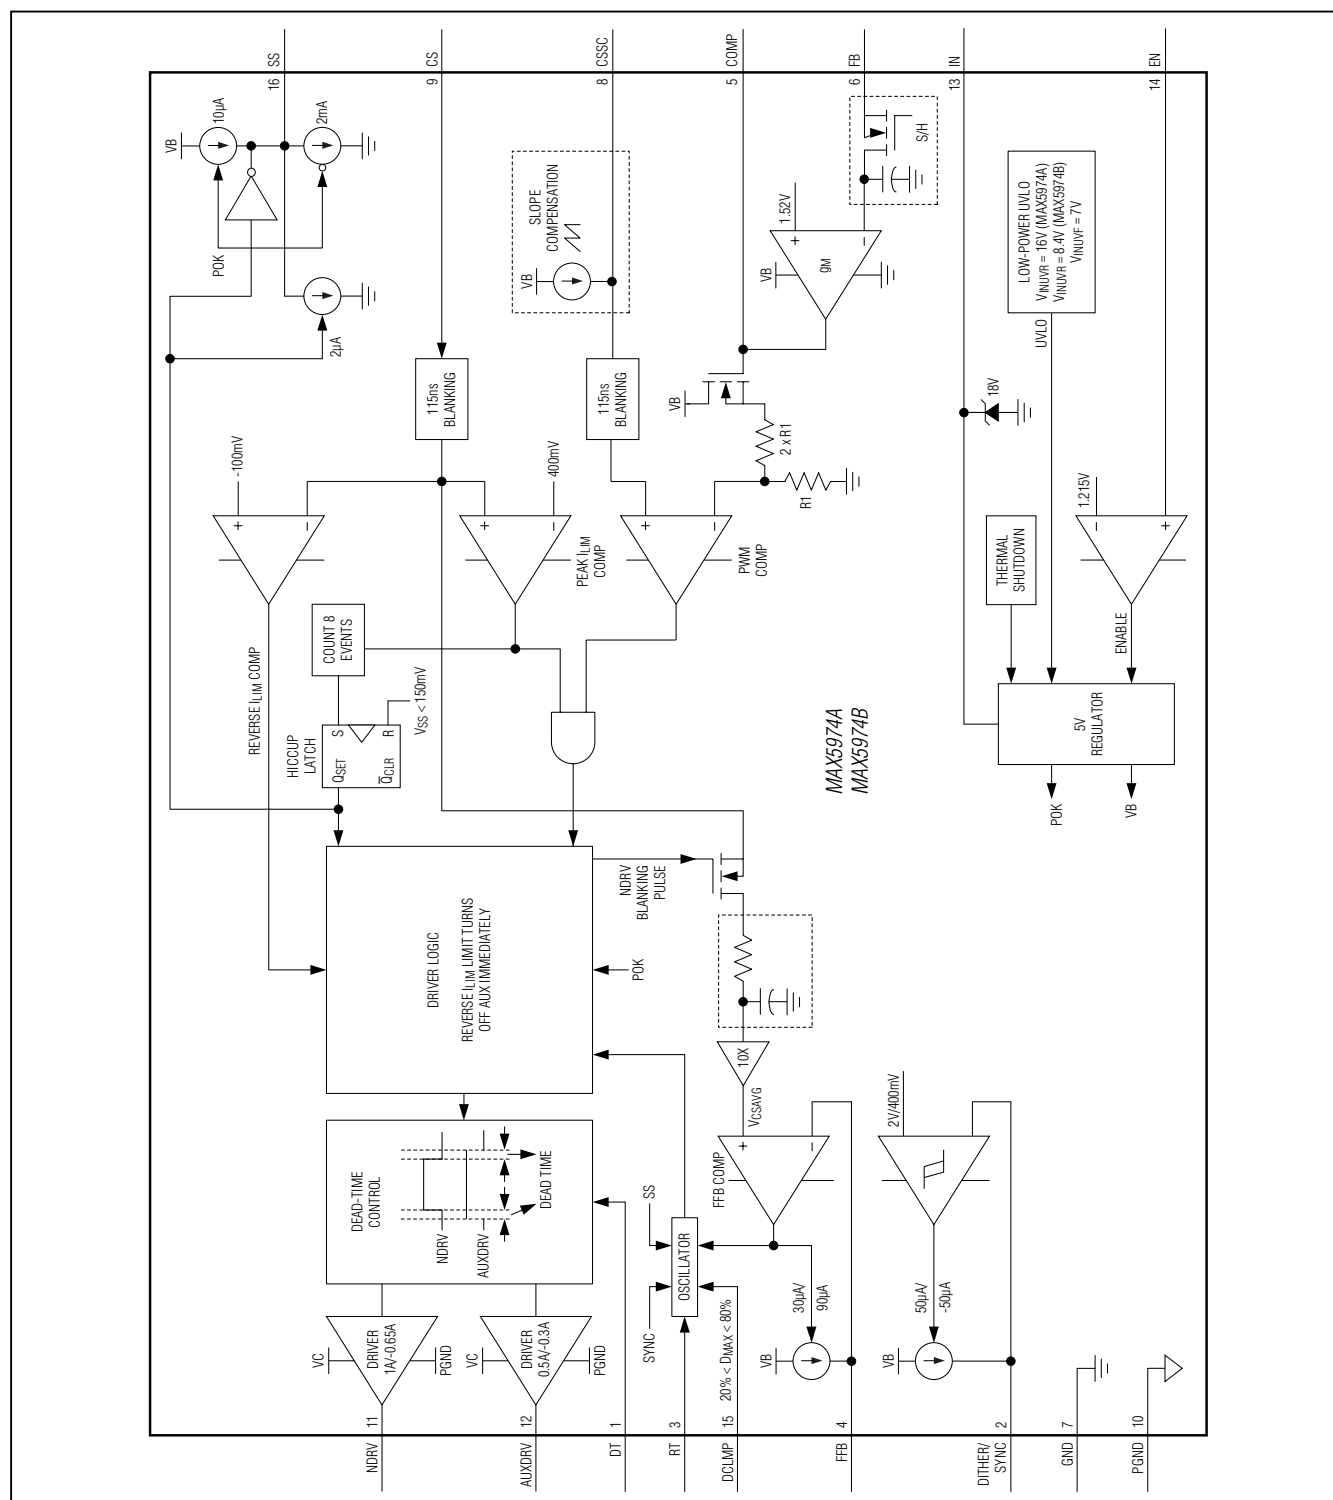 16 SS
9 CS
8 CSSC
5 COMP
6 FB
13 IN
14 EN
VB
10µA
2mA
POK
2µA
SLOPE
COMPENSATION
VB
115ns
BLANKING
115ns
BLANKING
1.52V
+
−
gM
VB
S/H
LOW-POWER UVLO
VINUVR = 16V (MAX5974A)
VINUVR = 8.4V (MAX5974B)
VINUVF = 7V
UVLO
VB
2 x R1
R1
18V
-100mV
+
−
400mV
+
−
PEAK ILIM
COMP
+
−
PWM
COMP
1.215V
−
+
THERMAL
SHUTDOWN
ENABLE
5V
REGULATOR
POK
VB
COUNT 8
EVENTS
REVERSE ILIM COMP
HICCUP
LATCH
S
R
QSET
QCLR
VSS < 150mV
MAX5974A
MAX5974B
DRIVER LOGIC
REVERSE ILIM LIMIT TURNS
OFF AUX IMMEDIATELY
NDRV
BLANKING
PULSE
POK
10X
VCSAVG
+
−
FFB COMP
2V/400mV
DEAD-TIME
CONTROL
NDRV
AUXDRV
DEAD TIME
SS
OSCILLATOR
SYNC
20% < DMAX < 80%
30µA/
90µA
VB
50µA/
-50µA
VB
VC
DRIVER
1A/-0.65A
PGND
VC
DRIVER
0.5A/-0.3A
PGND
NDRV 11
AUXDRV 12
DT 1
RT 3
DCLMP 15
FFB 4
DITHER/
SYNC 2
GND 7
PGND 10